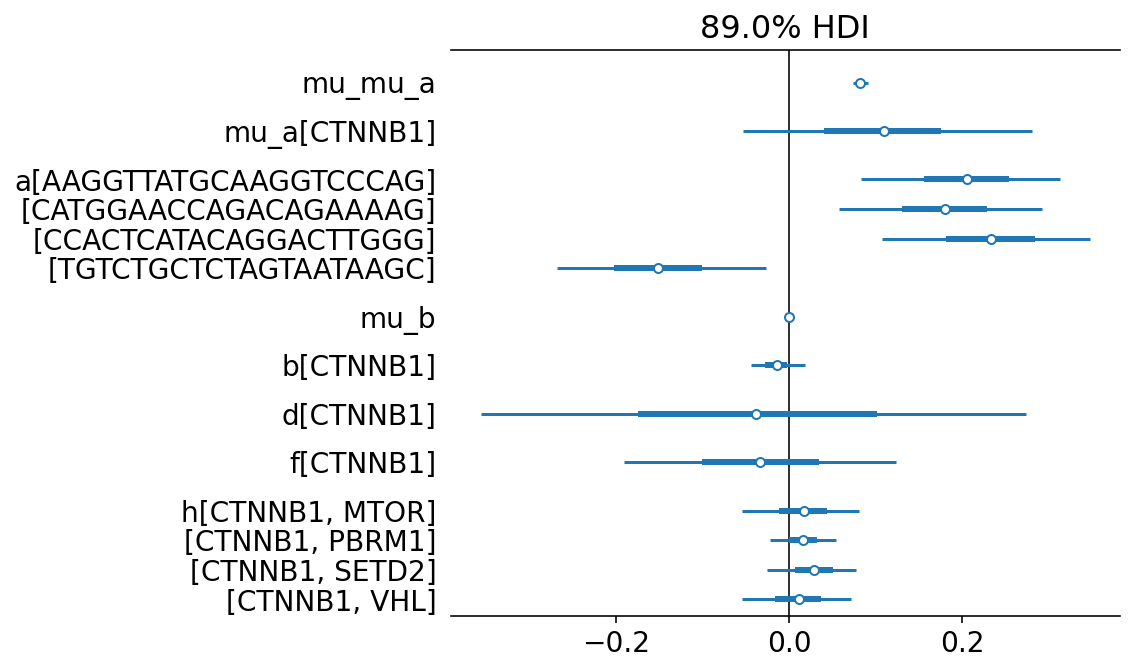 89.0% HDI
mu_mu_a
mu_a[CTNNB1]
a[AAGGTTATGCAAGGTCCCAG]
[CATGGAACCAGACAGAAAAG]
[CCACTCATACAGGACTTGGG]
[TGTCTGCTCTAGTAATAAGC]
mu_b
b[CTNNB1]
d[CTNNB1]
f[CTNNB1]
h[CTNNB1, MTOR]
[CTNNB1, PBRM1]
[CTNNB1, SETD2]
[CTNNB1, VHL]
−0.2 0.0 0.2